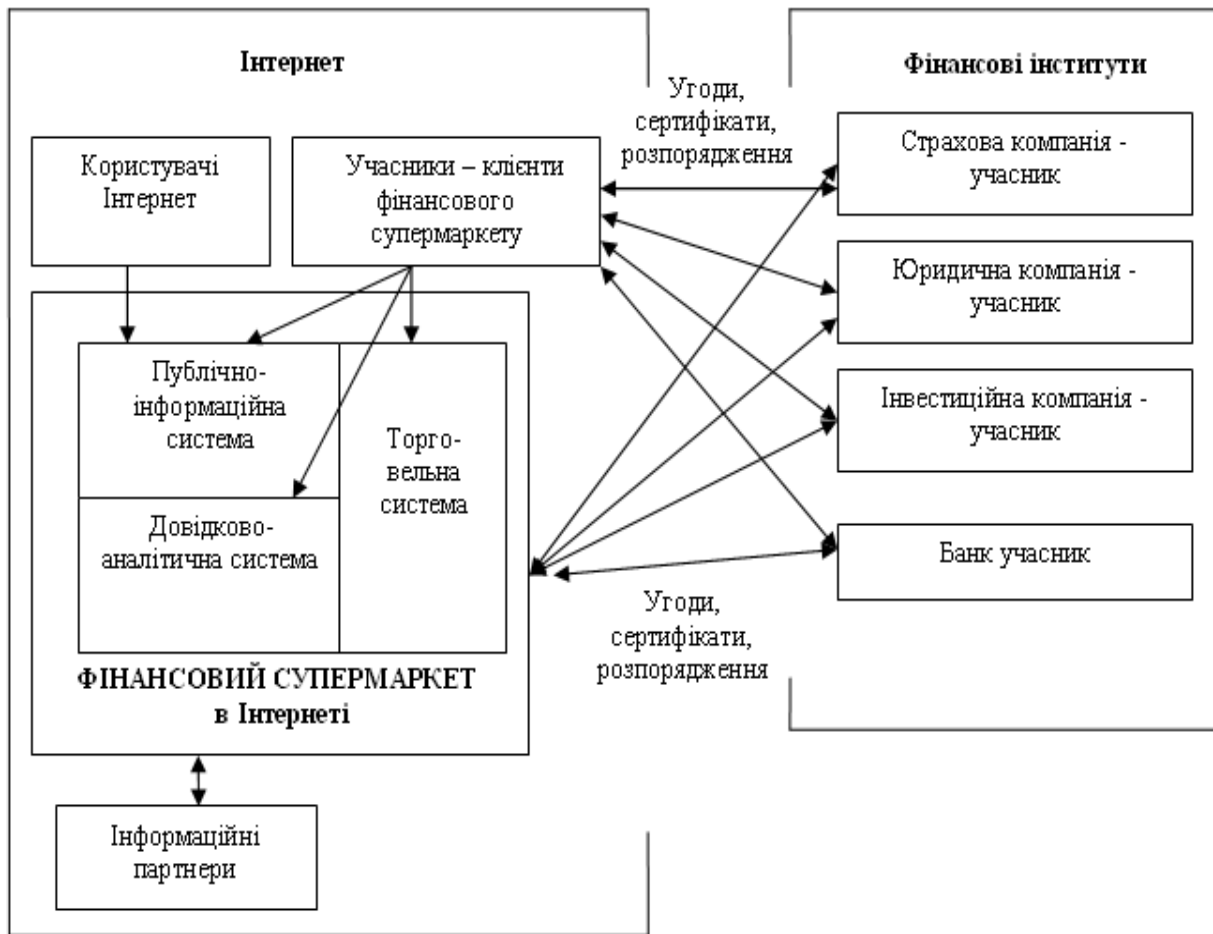 Інтернет
Фінансові інститути
Угоди,
сертифікати,
розпорядження
Користувачі
Інтернет
Учасники – клієнти
фінансового
супермаркету
Страхова компанія -
учасник
Юридична компанія -
учасник
Інвестиційна компанія -
учасник
Банк учасник
Публічно-
інформаційна
система
Торго-
вельна
система
Довідково-
аналітична система
ФІНАНСОВИЙ СУПЕРМАРКЕТ
в Інтернеті
Угоди,
сертифікати,
розпорядження
Інформаційні
партнери